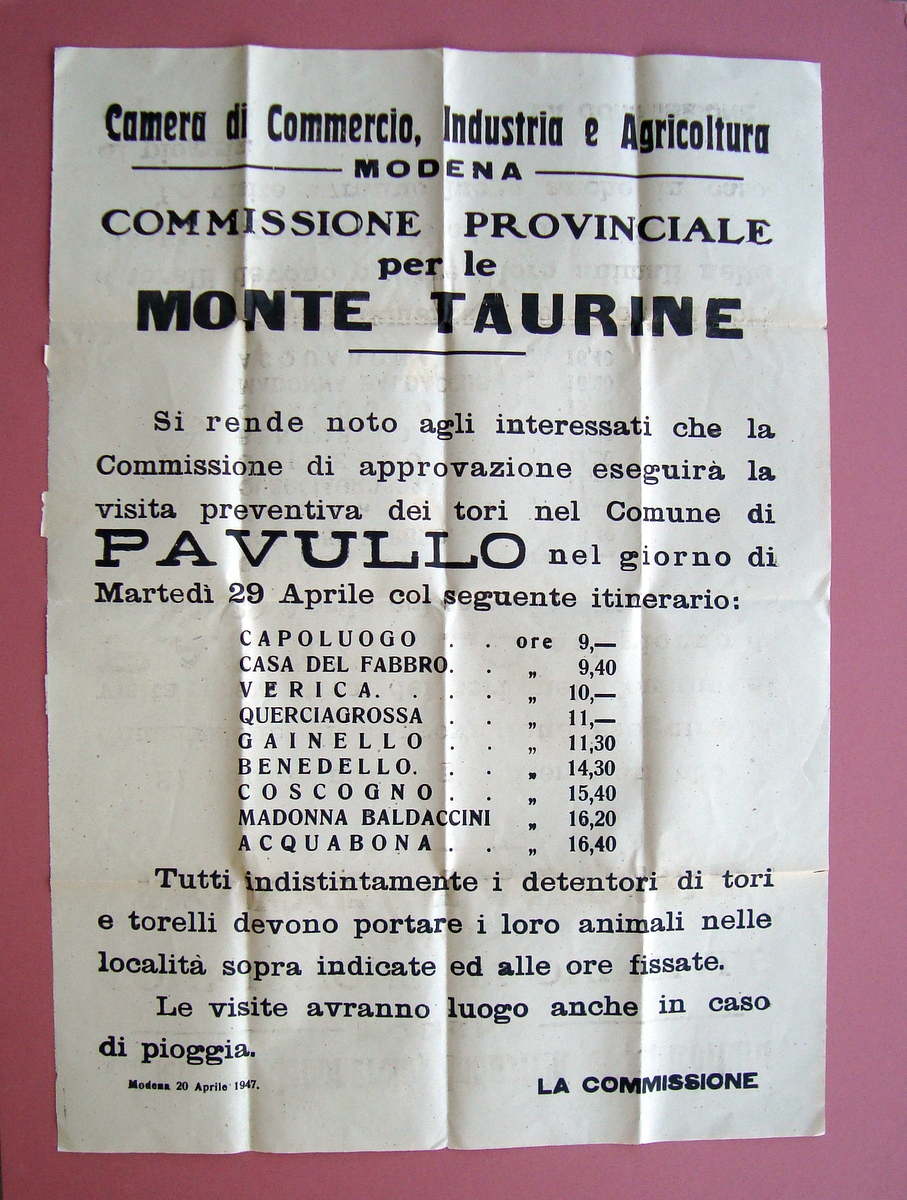 Camera di Commercio, Industria e Agricoltura
MODENA
COMMISSIONE PROVINCIALE
per le
MONTE TAURINE
Si rende noto agli interessati che la
Commissione di approvazione eseguirà la
visita preventiva dei tori nel Comune di
PAVULLO nel giorno di
Martedì 29 Aprile col seguente itinerario:
CAPOLUOGO . . ore 9,—
CASA DEL FABBRO. . „ 9,40
VERICA. . . . „ 10,—
QUERCIAGROSSA . . „ 11,—
GAINELLO . . „ 11,30
BENEDELLO. . . „ 14,30
COSCOGNO . . „ 15,40
MADONNA BALDACCINI „ 16,20
ACQUABONA . . „ 16,40
Tutti indistintamente i detentori di tori
e torelli devono portare i loro animali nelle
località sopra indicate ed alle ore fissate.
Le visite avranno luogo anche in caso
di pioggia.
Modena 20 Aprile 1947.
LA COMMISSIONE